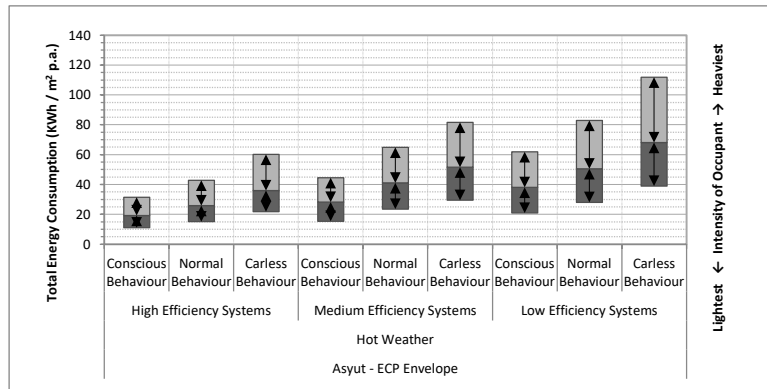 Total Energy Consumption (KWh / m² p.a.)
140
120
100
80
60
40
20
0
Conscious Behaviour
Normal Behaviour
Carless Behaviour
Conscious Behaviour
Normal Behaviour
Carless Behaviour
Conscious Behaviour
Normal Behaviour
Carless Behaviour
High Efficiency Systems
Medium Efficiency Systems
Low Efficiency Systems
Hot Weather
Asyut - ECP Envelope
Lightest ← Intensity of Occupant → Heaviest